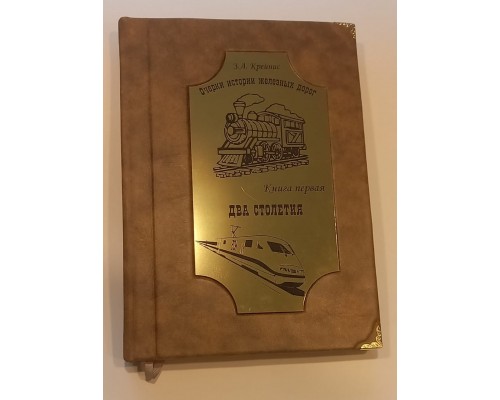 З.А. Крейнис
Очерки истории железных дорог
Книга первая
ДВА СТОЛЕТИЯ